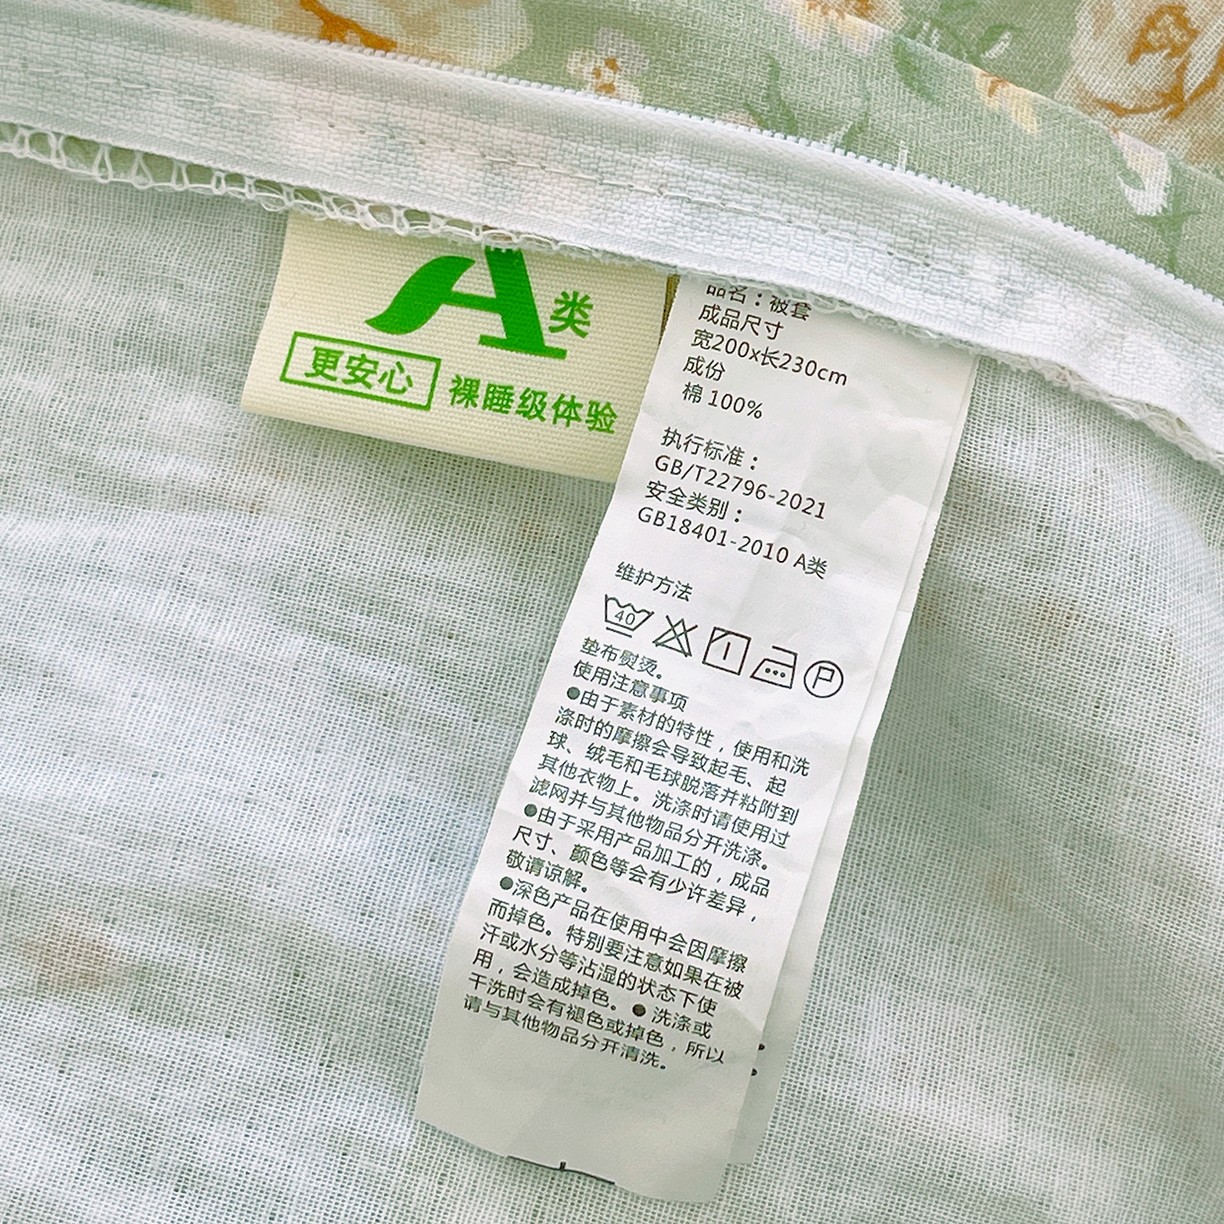 A类
更安心 裸睡级体验
品名：被套
成品尺寸
宽200x长230cm
成份
棉 100%
执行标准：
GB/T22796-2021
安全类别：
GB18401-2010 A类
维护方法
40 P
垫布熨烫。
使用注意事项
●由于素材的特性，使用和洗
涤时的摩擦会导致起毛、起
球、绒毛和毛球脱落并粘附到
其他衣物上。洗涤时请使用过
滤网并与其他物品分开洗涤。
●由于采用产品加工的，成品
尺寸、颜色等会有少许差异，
敬请谅解。
●深色产品在使用中会因摩擦
而掉色。特别要注意如果在被
汗或水分等沾湿的状态下使
用，会造成掉色。● 洗涤或
干洗时会有褪色或掉色，所以
请与其他物品分开清洗。